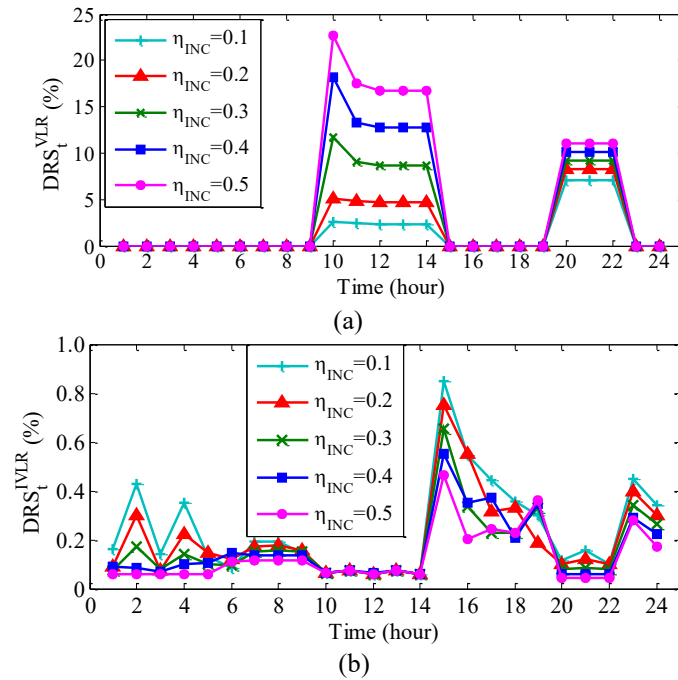 25
20
15
10
5
0
DRS_t^VLR (%)
η_INC=0.1
η_INC=0.2
η_INC=0.3
η_INC=0.4
η_INC=0.5
0 2 4 6 8 10 12 14 16 18 20 22 24
Time (hour)
(a)
1.0
0.8
0.6
0.4
0.2
0
DRS_t^IVLR (%)
η_INC=0.1
η_INC=0.2
η_INC=0.3
η_INC=0.4
η_INC=0.5
0 2 4 6 8 10 12 14 16 18 20 22 24
Time (hour)
(b)